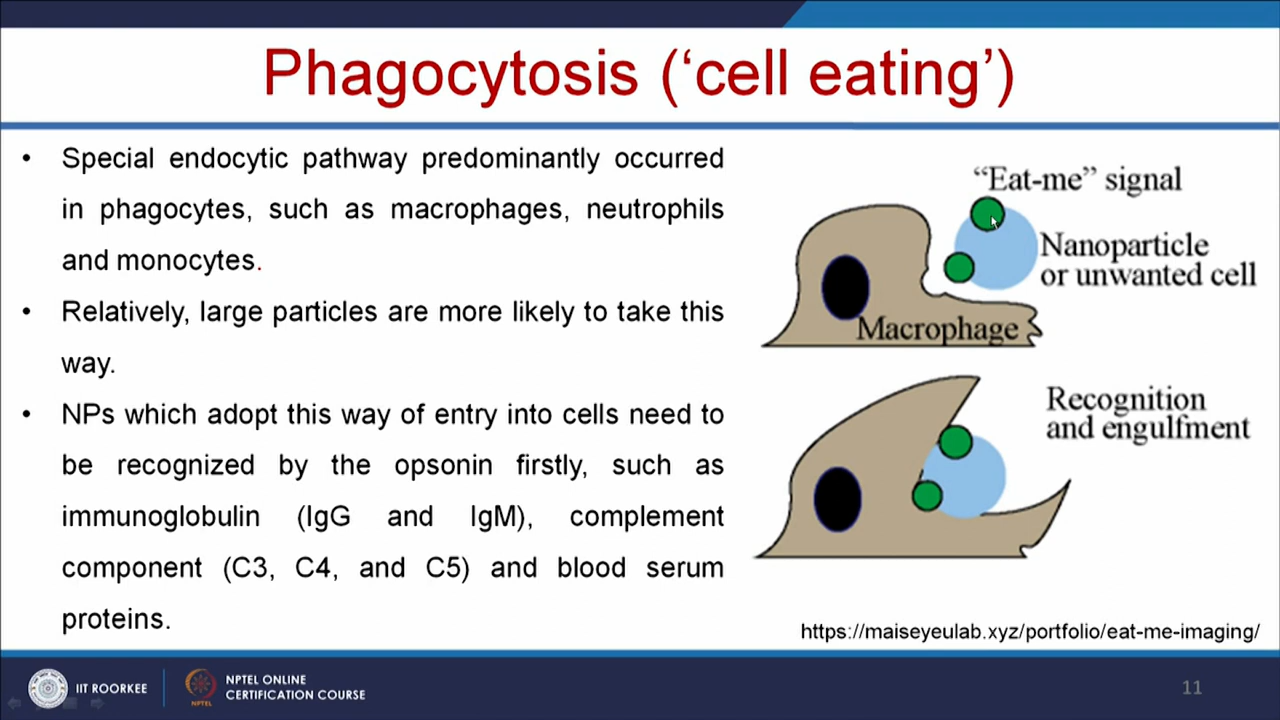 Phagocytosis (‘cell eating’)
• Special endocytic pathway predominantly occurred
in phagocytes, such as macrophages, neutrophils
and monocytes.
• Relatively, large particles are more likely to take this
way.
• NPs which adopt this way of entry into cells need to
be recognized by the opsonin firstly, such as
immunoglobulin (IgG and IgM), complement
component (C3, C4, and C5) and blood serum
proteins.
“Eat-me” signal
Nanoparticle
or unwanted cell
Macrophage
Recognition
and engulfment
https://maiseyeulab.xyz/portfolio/eat-me-imaging/
IIT ROORKEE
NPTEL
NPTEL ONLINE
CERTIFICATION COURSE
11